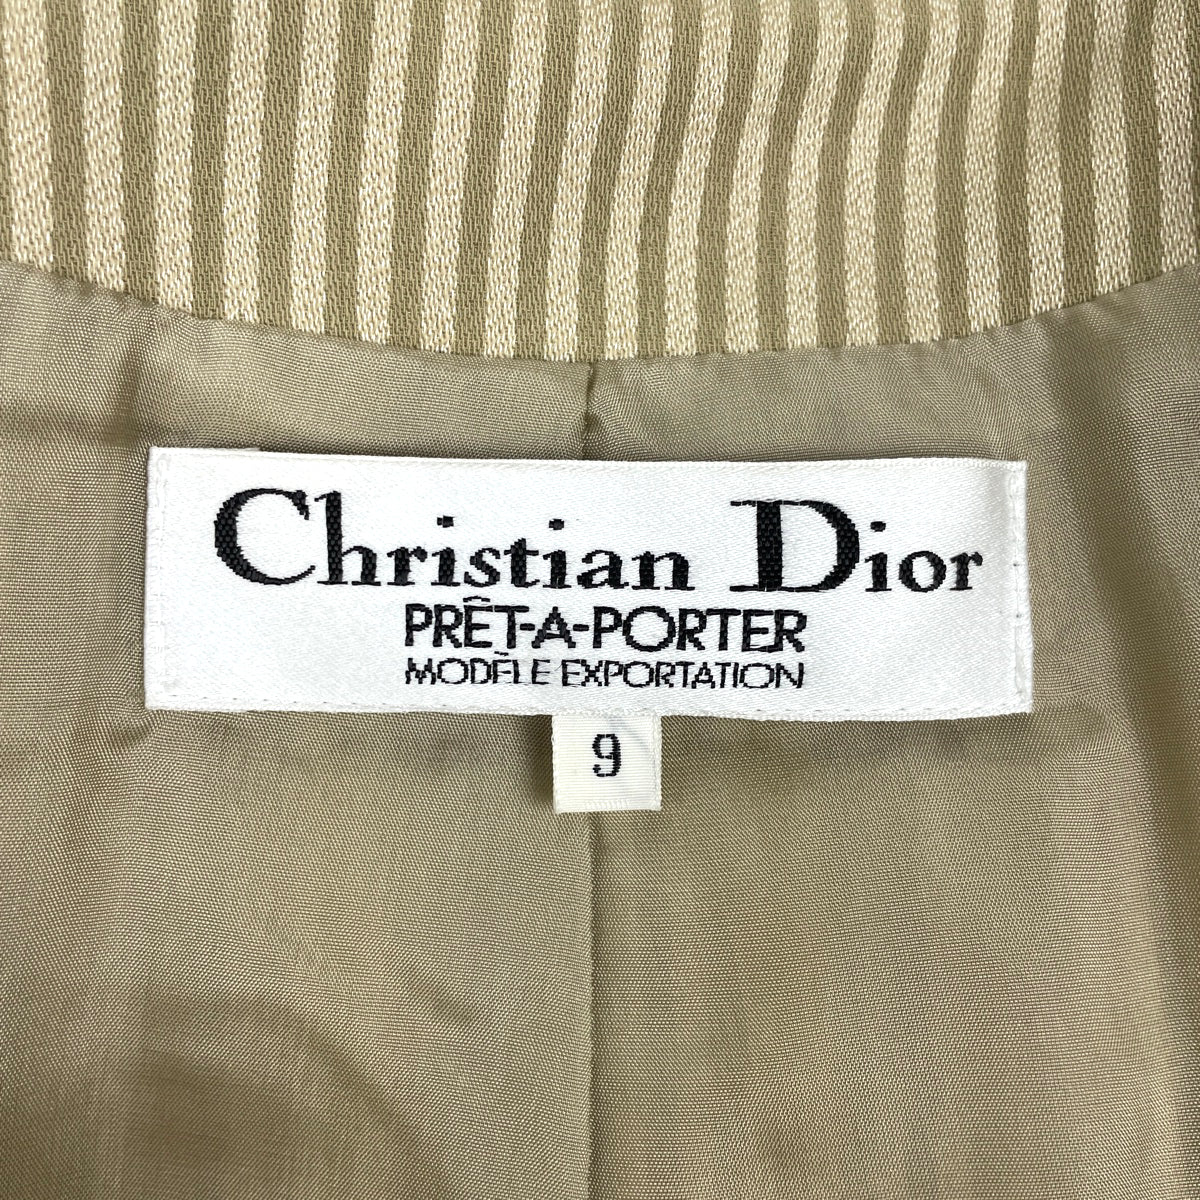 Christian Dior
PRÊT-A-PORTER
MODÈLE EXPORTATION
9